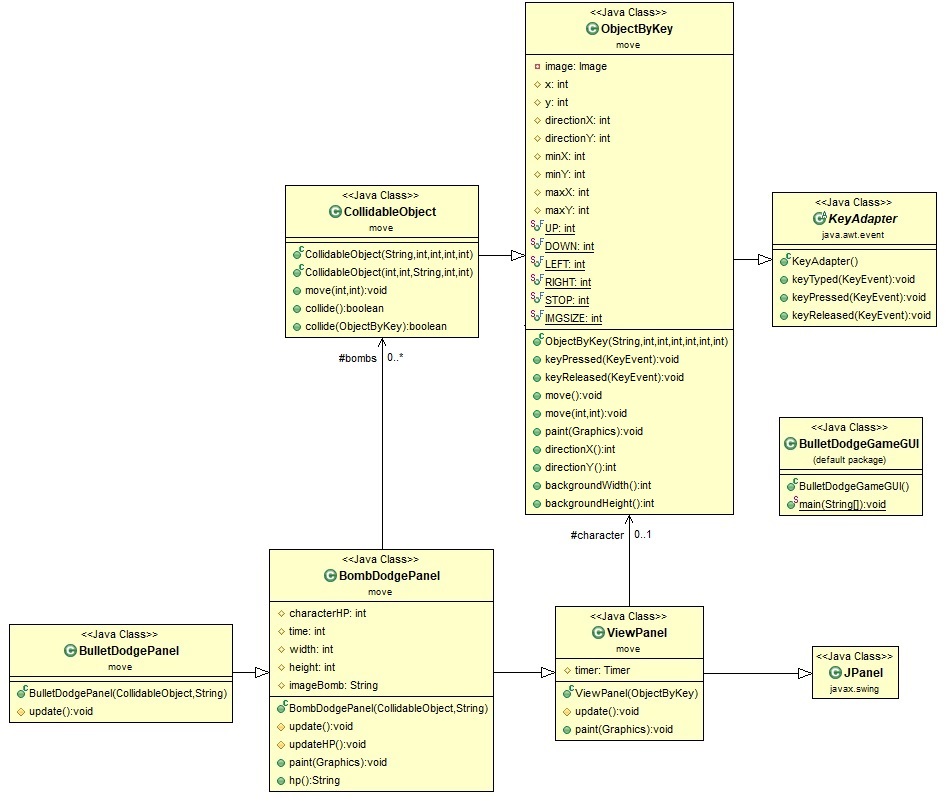 <<Java Class>>
ObjectByKey
move
image: Image
x: int
y: int
directionX: int
directionY: int
minX: int
minY: int
maxX: int
maxY: int
UP: int
DOWN: int
LEFT: int
RIGHT: int
STOP: int
IMGSIZE: int
ObjectByKey(String,int,int,int,int,int,int)
keyPressed(KeyEvent):void
keyReleased(KeyEvent):void
move():void
move(int,int):void
paint(Graphics):void
directionX():int
directionY():int
backgroundWidth():int
backgroundHeight():int
<<Java Class>>
CollidableObject
move
CollidableObject(String,int,int,int,int)
CollidableObject(int,int,String,int,int)
move(int,int):void
collide():boolean
collide(ObjectByKey):boolean
<<Java Class>>
KeyAdapter
java.awt.event
KeyAdapter()
keyTyped(KeyEvent):void
keyPressed(KeyEvent):void
keyReleased(KeyEvent):void
#bombs 0..*
<<Java Class>>
BulletDodgeGameGUI
(default package)
BulletDodgeGameGUI()
main(String[]):void
#character 0..1
<<Java Class>>
BombDodgePanel
move
characterHP: int
time: int
width: int
height: int
imageBomb: String
BombDodgePanel(CollidableObject,String)
update():void
updateHP():void
paint(Graphics):void
hp():String
<<Java Class>>
BulletDodgePanel
move
BulletDodgePanel(CollidableObject,String)
update():void
<<Java Class>>
ViewPanel
move
timer: Timer
ViewPanel(ObjectByKey)
update():void
paint(Graphics):void
<<Java Class>>
JPanel
javax.swing